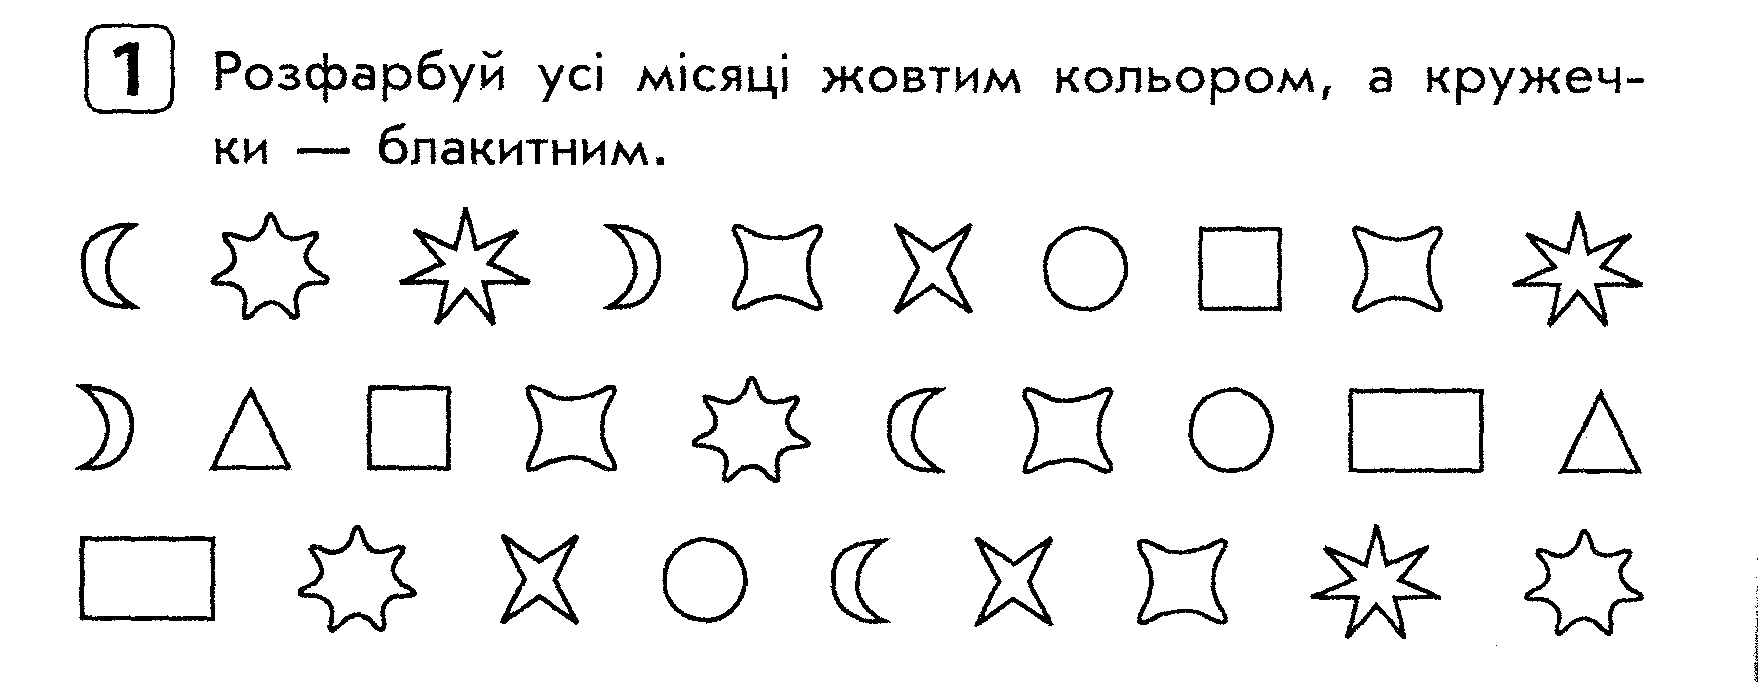 1 Розфарбуй усі місяці жовтим кольором, а кружеч-
ки — блакитним.